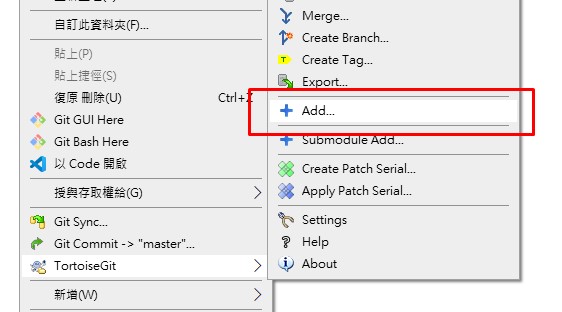 自訂此資料夾(F)...
貼上(P)
貼上捷徑(S)
復原 刪除(U) Ctrl+Z
Git GUI Here
Git Bash Here
以 Code 開啟
授與存取權給(G)
Git Sync...
Git Commit -> "master"...
TortoiseGit
新增(W)
Merge...
Create Branch...
Create Tag...
Export...
Add...
Submodule Add...
Create Patch Serial...
Apply Patch Serial...
Settings
Help
About